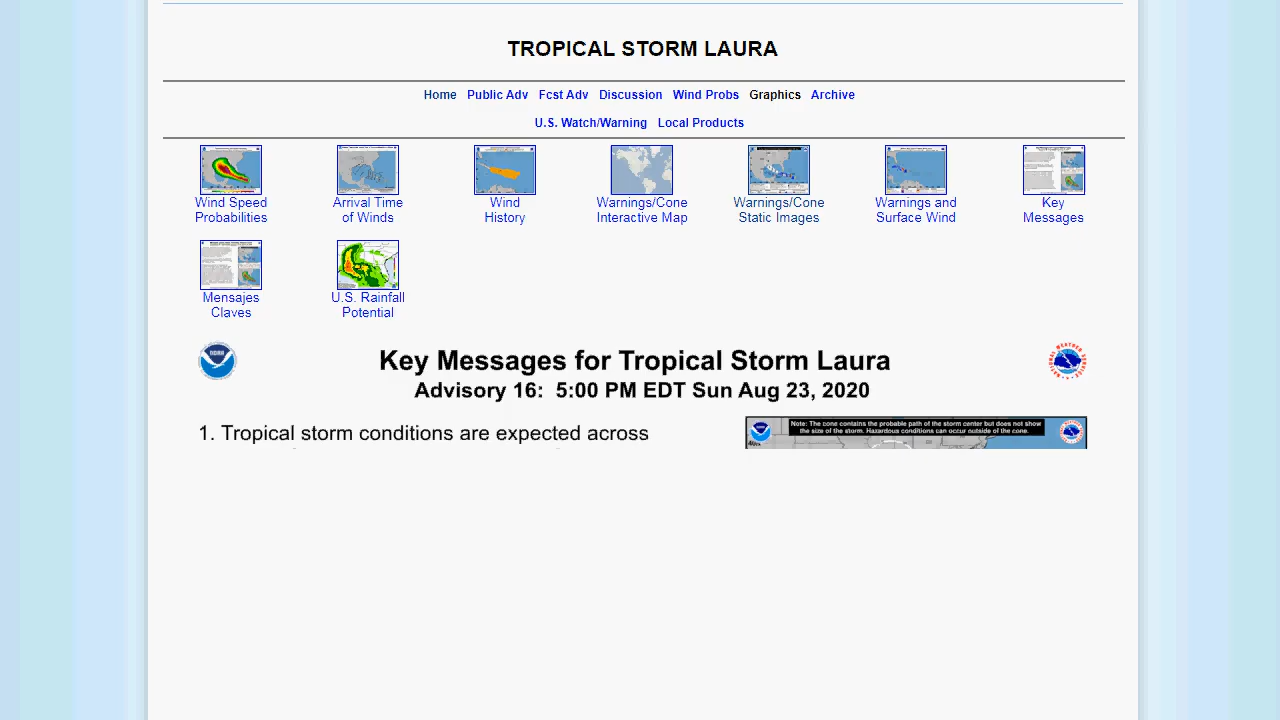 TROPICAL STORM LAURA
Home Public Adv Fcst Adv Discussion Wind Probs Graphics Archive
U.S. Watch/Warning Local Products
Wind Speed Probabilities
Arrival Time of Winds
Wind History
Warnings/Cone Interactive Map
Warnings/Cone Static Images
Warnings and Surface Wind
Key Messages
Mensajes Claves
U.S. Rainfall Potential
NOAA
Key Messages for Tropical Storm Laura
Advisory 16: 5:00 PM EDT Sun Aug 23, 2020
1. Tropical storm conditions are expected across
Note: The cone contains the probable path of the storm center but does not show
the size of the storm. Hazardous conditions can occur outside of the cone.